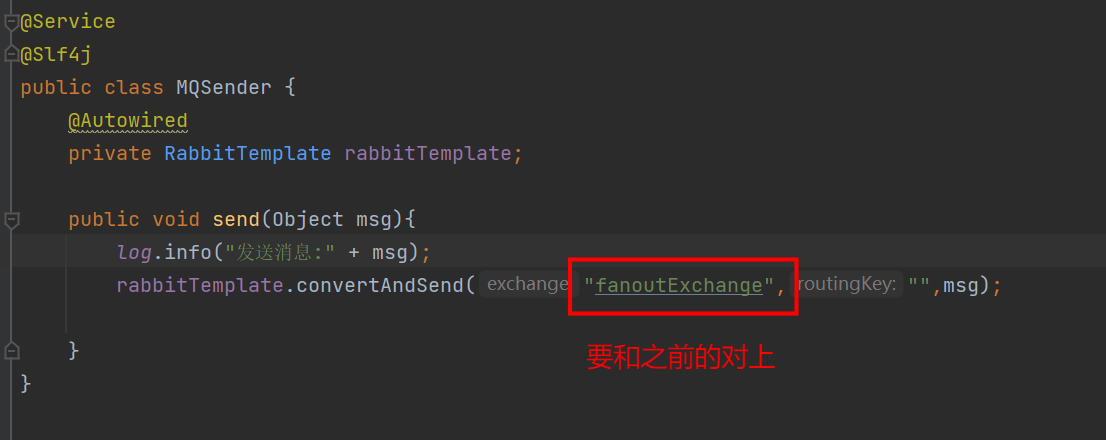 @Service
@Slf4j
public class MQSender {
@Autowired
private RabbitTemplate rabbitTemplate;
public void send(Object msg){
log.info("发送消息:" + msg);
rabbitTemplate.convertAndSend( exchange "fanoutExchange", routingKey: "",msg);
要和之前的对上
}
}